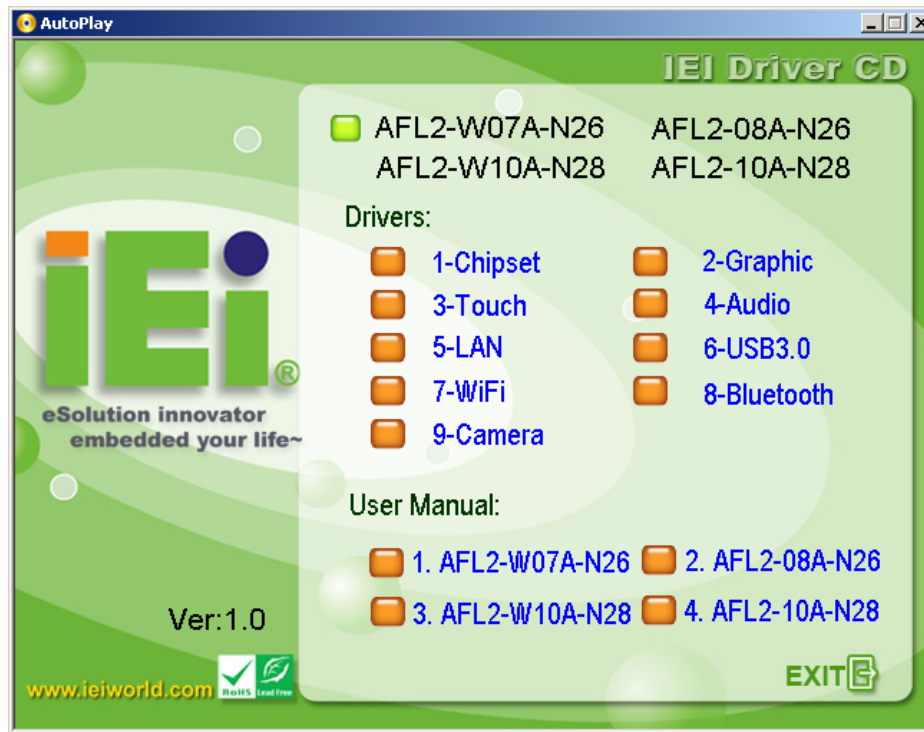 AutoPlay
IEI Driver CD
AFL2-W07A-N26 AFL2-08A-N26
AFL2-W10A-N28 AFL2-10A-N28
Drivers:
1-Chipset 2-Graphic
3-Touch 4-Audio
5-LAN 6-USB3.0
7-WiFi 8-Bluetooth
9-Camera
iEi®
eSolution innovator
embedded your life~
User Manual:
1. AFL2-W07A-N26 2. AFL2-08A-N26
3. AFL2-W10A-N28 4. AFL2-10A-N28
Ver:1.0
www.ieiworld.com RoHS Lead Free
EXIT